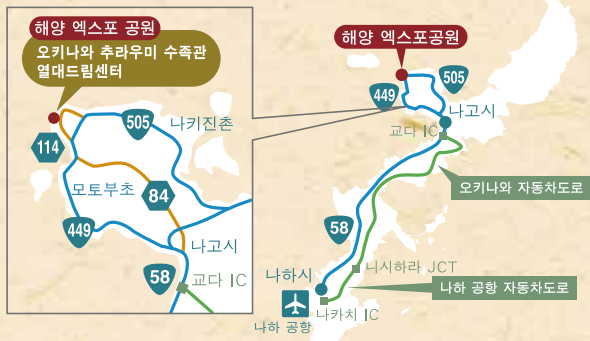 해양 엑스포 공원
오키나와 추라우미 수족관
열대드림센터
505
나키진촌
114
모토부초
84
449
나고시
58
교다 IC
해양 엑스포공원
449
505
나고시
교다 IC
오키나와 자동차도로
58
나하시
니시하라 JCT
나하 공항 자동차도로
나카치 IC
나하 공항